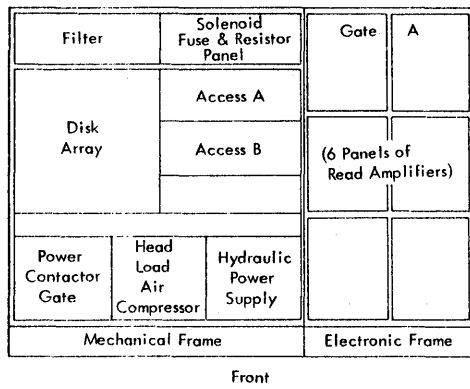 Filter
Solenoid
Fuse & Resistor
Panel
Gate A
Access A
Disk
Array
Access B
(6 Panels of
Read Amplifiers)
Power
Contactor
Gate
Head
Load
Air
Compressor
Hydraulic
Power
Supply
Mechanical Frame
Electronic Frame
Front